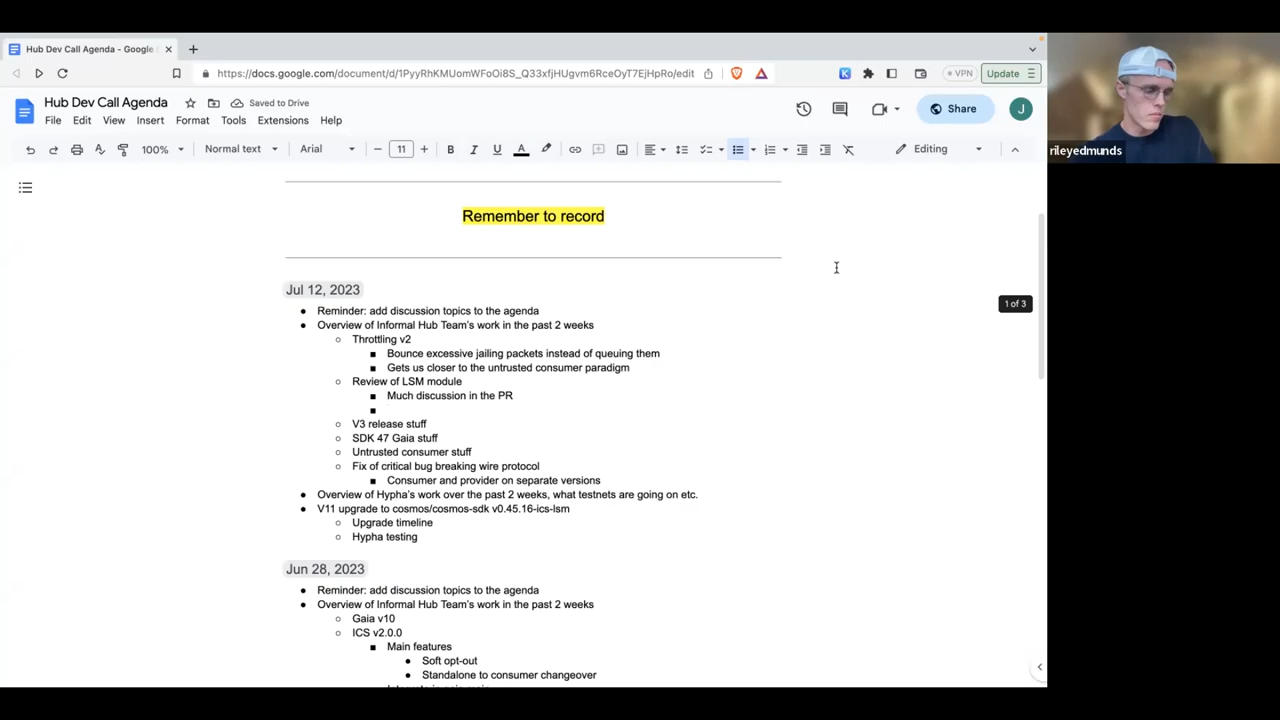 Hub Dev Call Agenda - Google
https://docs.google.com/document/d/1PyyRhKMUomWFoOi8S_Q33xfjHUgvm6RceOyT7EjHpRo/edit
VPN
Update
Hub Dev Call Agenda
Saved to Drive
File Edit View Insert Format Tools Extensions Help
Share
J
100%
Normal text
Arial
11
B I U A
Editing
rileyedmunds
Remember to record
Jul 12, 2023
1 of 3
● Reminder: add discussion topics to the agenda
● Overview of Informal Hub Team's work in the past 2 weeks
○ Throttling v2
■ Bounce excessive jailing packets instead of queuing them
■ Gets us closer to the untrusted consumer paradigm
○ Review of LSM module
■ Much discussion in the PR
■
○ V3 release stuff
○ SDK 47 Gaia stuff
○ Untrusted consumer stuff
○ Fix of critical bug breaking wire protocol
■ Consumer and provider on separate versions
● Overview of Hypha's work over the past 2 weeks, what testnets are going on etc.
● V11 upgrade to cosmos/cosmos-sdk v0.45.16-ics-lsm
○ Upgrade timeline
○ Hypha testing
Jun 28, 2023
● Reminder: add discussion topics to the agenda
● Overview of Informal Hub Team's work in the past 2 weeks
○ Gaia v10
○ ICS v2.0.0
■ Main features
● Soft opt-out
● Standalone to consumer changeover